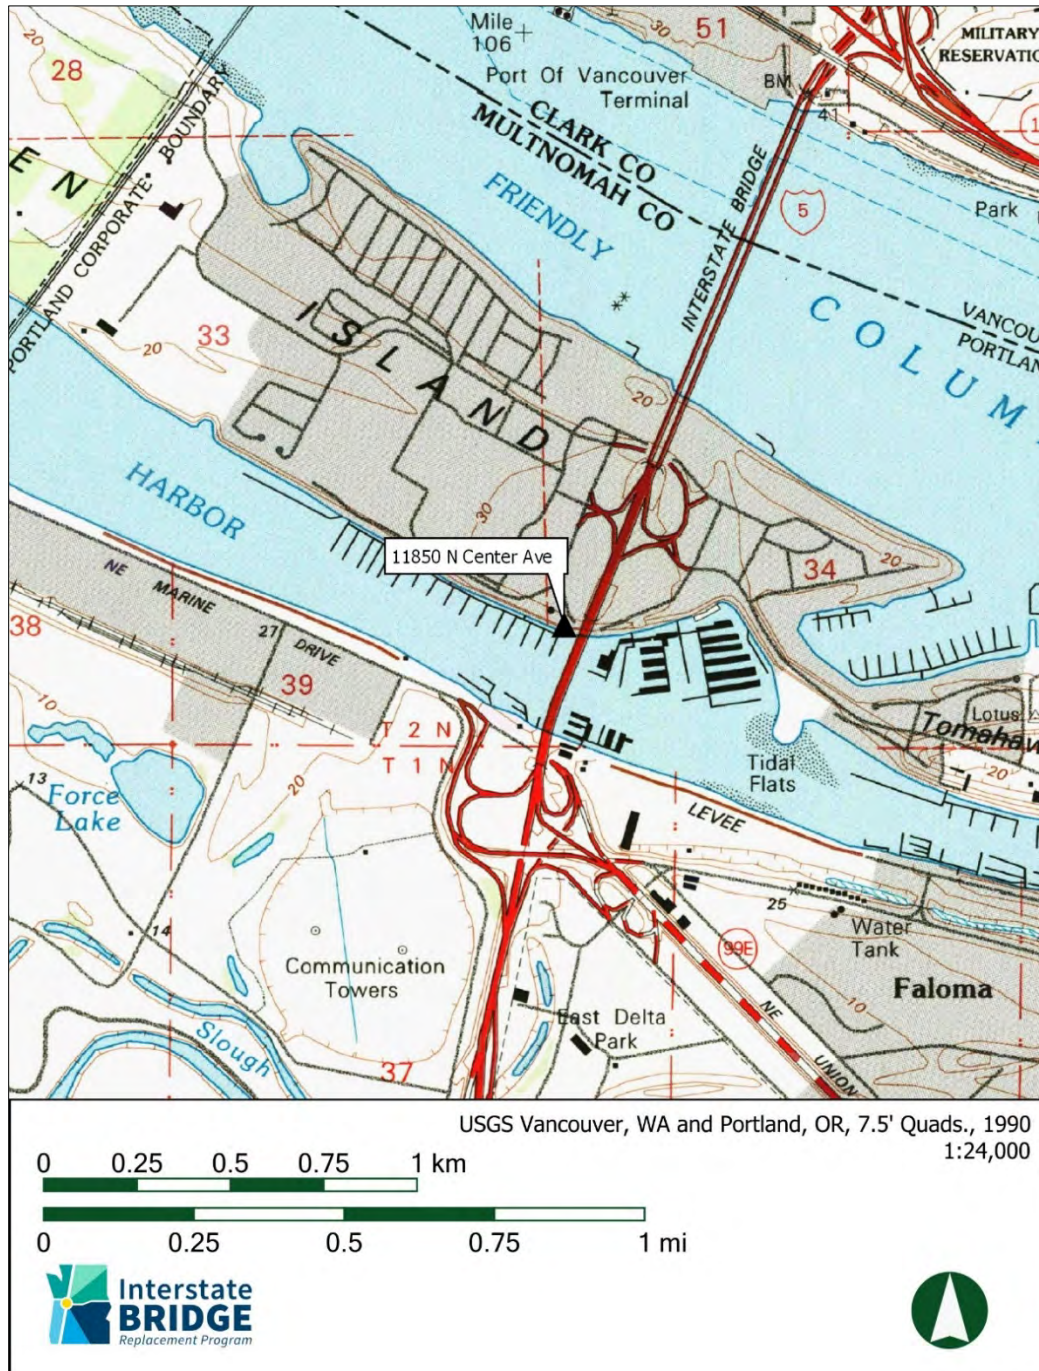 Mile
106
51
MILITARY
RESERVATIO
20
30
28
Port Of Vancouver
Terminal
BM
41
CLARK CO
MULTNOMAH CO
1
PORTLAND CORPORATE BOUNDARY
E N
FRIENDLY
INTERSTATE BRIDGE
5
Park
COLUM
VANCOU
PORTLAN
33
20
ISLAND
20
HARBOR
30
20
11850 N Center Ave
34
NE MARINE DRIVE
38
27
39
10
T 2 N
T 1 N
Tidal
Flats
Lotus
Tomahaw
20
13
Force
Lake
20
LEVEE
14
25
Water
Tank
Communication
Towers
99E
Faloma
10
East Delta
Park
Slough
37
NE UNION
USGS Vancouver, WA and Portland, OR, 7.5' Quads., 1990
1:24,000
0 0.25 0.5 0.75 1 km
0 0.25 0.5 0.75 1 mi
Interstate
BRIDGE
Replacement Program